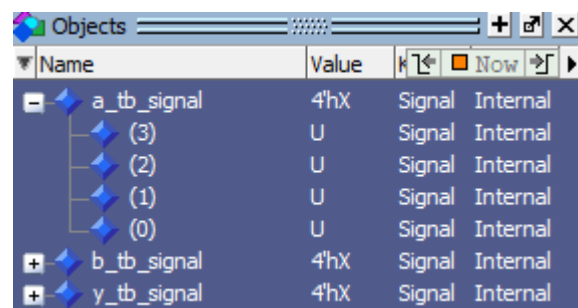 Objects
Name Value K Now
a_tb_signal 4'hX Signal Internal
(3) U Signal Internal
(2) U Signal Internal
(1) U Signal Internal
(0) U Signal Internal
b_tb_signal 4'hX Signal Internal
y_tb_signal 4'hX Signal Internal